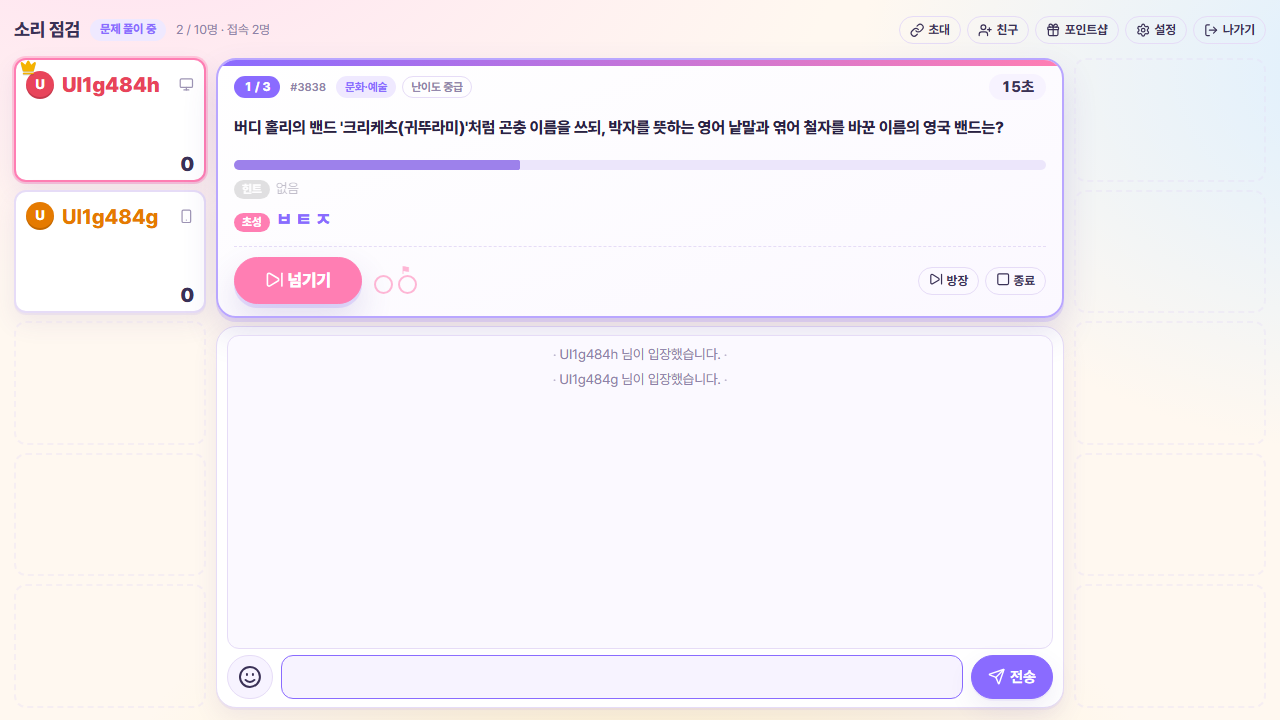 소리 점검 문제 풀이 중 2 / 10명 · 접속 2명 초대 친구 포인트샵 설정 나가기
U UI1g484h
0
U UI1g484g
0
1 / 3 #3838 문화·예술 난이도 중급 15초
버디 홀리의 밴드 '크리케츠(귀뚜라미)'처럼 곤충 이름을 쓰되, 박자를 뜻하는 영어 낱말과 엮어 철자를 바꾼 이름의 영국 밴드는?
힌트 없음
초성 ㅂㅌㅈ
넘기기 방장 종료
· UI1g484h 님이 입장했습니다. ·
· UI1g484g 님이 입장했습니다. ·
전송